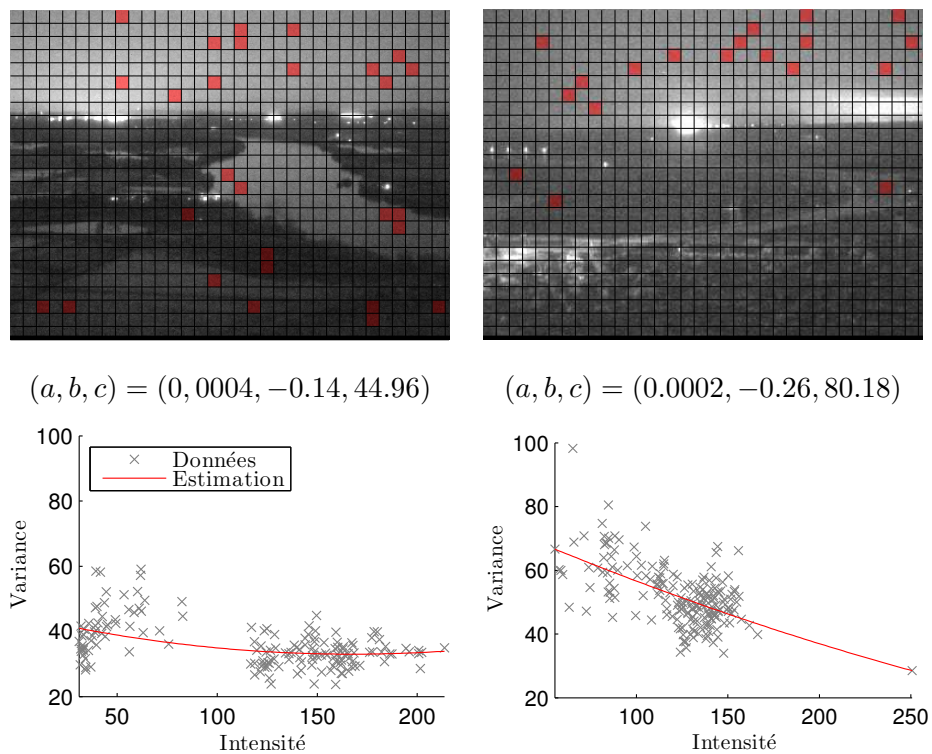 (a, b, c) = (0, 0004, −0.14, 44.96)
(a, b, c) = (0.0002, −0.26, 80.18)
100
80
60
40
20
50
100
150
200
Variance
Intensité
Données
Estimation
100
80
60
40
20
100
150
200
250
Variance
Intensité